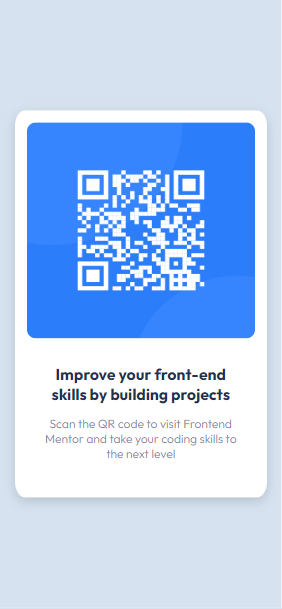 Improve your front-end
skills by building projects
Scan the QR code to visit Frontend
Mentor and take your coding skills to
the next level